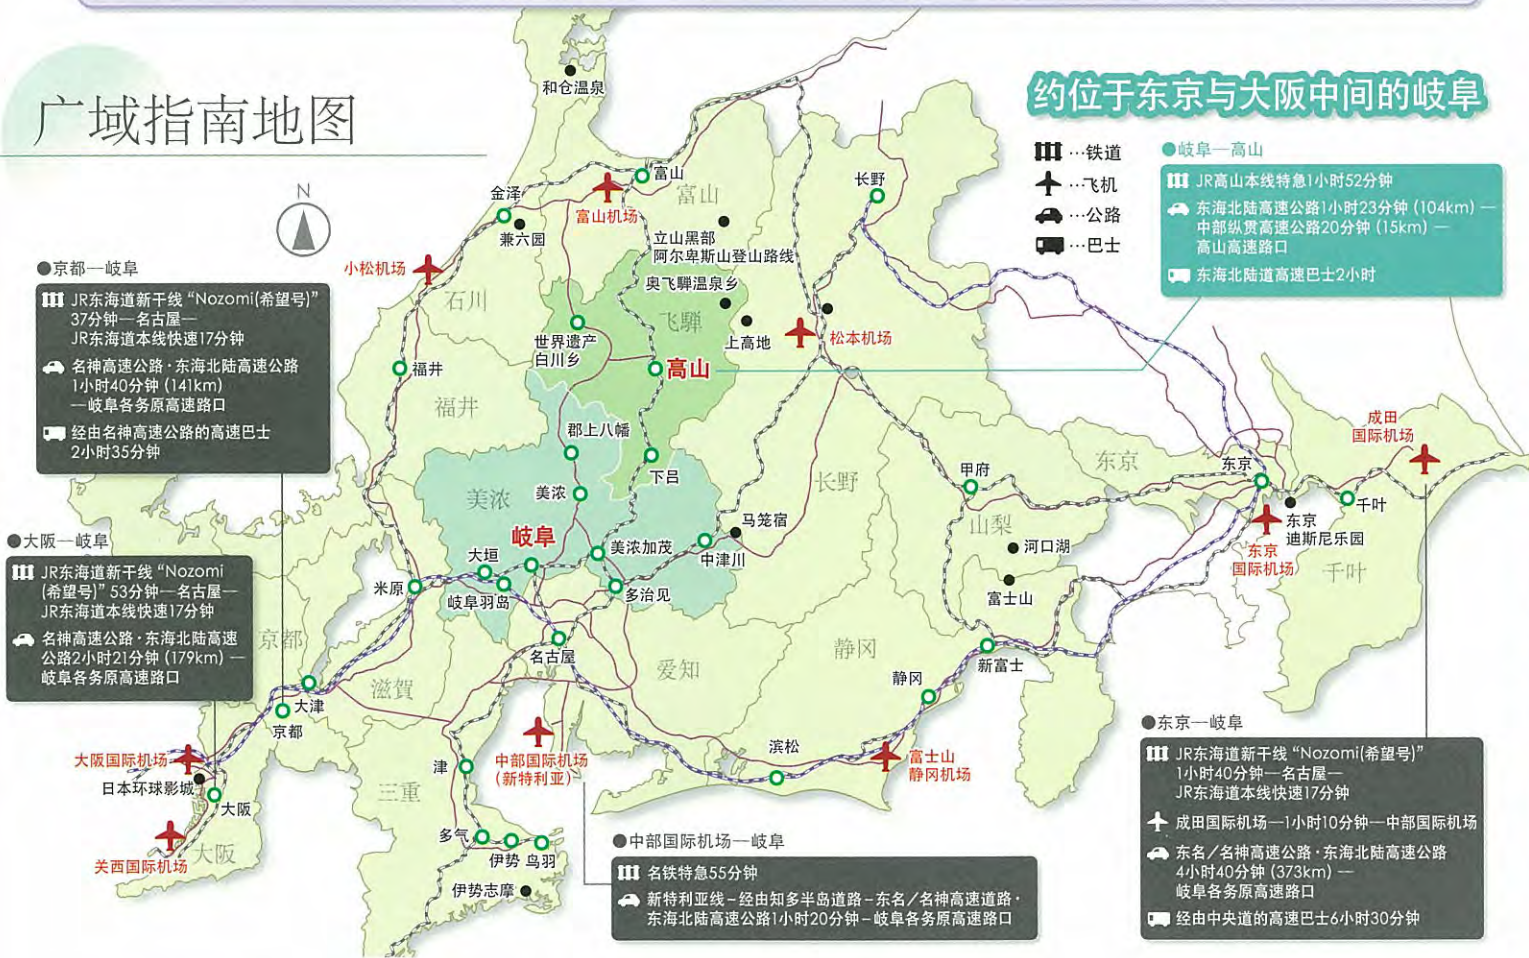 广域指南地图
N
约位于东京与大阪中间的岐阜
…铁道
…飞机
…公路
…巴士
●岐阜—高山
JR高山本线特急1小时52分钟
东海北陆高速公路1小时23分钟 (104km) —
中部纵贯高速公路20分钟 (15km) —
高山高速路口
东海北陆道高速巴士2小时
●京都—岐阜
JR东海道新干线 “Nozomi(希望号)”
37分钟—名古屋—
JR东海道本线快速17分钟
名神高速公路·东海北陆高速公路
1小时40分钟 (141km)
—岐阜各务原高速路口
经由名神高速公路的高速巴士
2小时35分钟
●大阪—岐阜
JR东海道新干线 “Nozomi
(希望号)” 53分钟—名古屋—
JR东海道本线快速17分钟
名神高速公路·东海北陆高速
公路2小时21分钟 (179km) —
岐阜各务原高速路口
和仓温泉
富山
金泽
富山机场
富山
兼六园
小松机场
石川
立山黑部
阿尔卑斯山登山路线
奥飞騨温泉乡
飞騨
上高地
长野
松本机场
世界遗产
白川乡
高山
福井
福井
郡上八幡
下吕
美浓
美浓
岐阜
大垣
岐阜羽岛
美浓加茂
多治见
中津川
马笼宿
长野
米原
名古屋
爱知
静冈
甲府
山梨
河口湖
富士山
新富士
静冈
东京
东京
成田
国际机场
千叶
东京
迪斯尼乐园
东京
国际机场
千叶
京都
滋賀
大津
京都
大阪国际机场
日本环球影城
大阪
关西国际机场
大阪
津
三重
多气
伊势
鸟羽
伊势志摩
中部国际机场
(新特利亚)
滨松
富士山
静冈机场
●中部国际机场—岐阜
名铁特急55分钟
新特利亚线–经由知多半岛道路–东名／名神高速道路·
东海北陆高速公路1小时20分钟–岐阜各务原高速路口
●东京—岐阜
JR东海道新干线 “Nozomi(希望号)”
1小时40分钟—名古屋—
JR东海道本线快速17分钟
成田国际机场—1小时10分钟—中部国际机场
东名／名神高速公路·东海北陆高速公路
4小时40分钟 (373km) —
岐阜各务原高速路口
经由中央道的高速巴士6小时30分钟